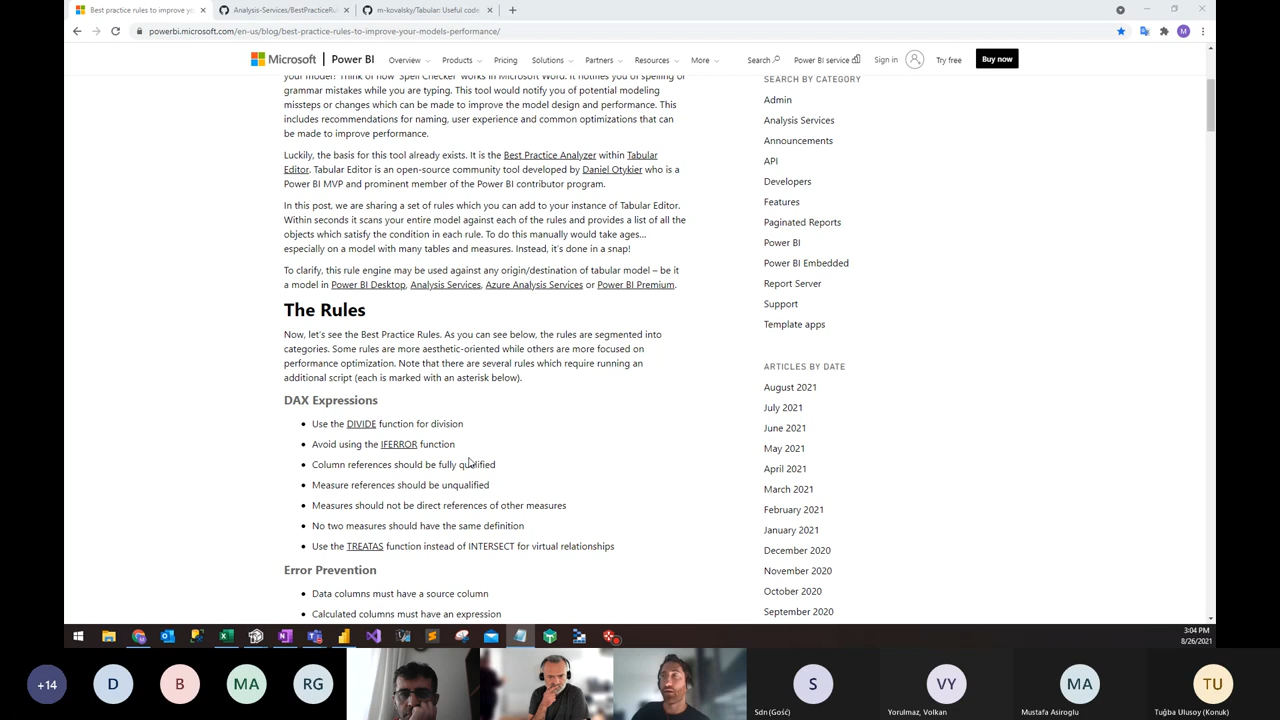 Best practice rules to improve yo
Analysis-Services/BestPracticeRu
m-kovalsky/Tabular: Useful code
powerbi.microsoft.com/en-us/blog/best-practice-rules-to-improve-your-models-performance/
M
Microsoft
Power BI
Overview
Products
Pricing
Solutions
Partners
Resources
More
Search
Power BI service
Sign in
Try free
Buy now
your model! Think of how 'Spell Checker' works in Microsoft Word. It notifies you of spelling or
grammar mistakes while you are typing. This tool would notify you of potential modeling
missteps or changes which can be made to improve the model design and performance. This
includes recommendations for naming, user experience and common optimizations that can
be made to improve performance.
Luckily, the basis for this tool already exists. It is the Best Practice Analyzer within Tabular
Editor. Tabular Editor is an open-source community tool developed by Daniel Otykier who is a
Power BI MVP and prominent member of the Power BI contributor program.
In this post, we are sharing a set of rules which you can add to your instance of Tabular Editor.
Within seconds it scans your entire model against each of the rules and provides a list of all the
objects which satisfy the condition in each rule. To do this manually would take ages…
especially on a model with many tables and measures. Instead, it's done in a snap!
To clarify, this rule engine may be used against any origin/destination of tabular model – be it
a model in Power BI Desktop, Analysis Services, Azure Analysis Services or Power BI Premium.
The Rules
Now, let's see the Best Practice Rules. As you can see below, the rules are segmented into
categories. Some rules are more aesthetic-oriented while others are more focused on
performance optimization. Note that there are several rules which require running an
additional script (each is marked with an asterisk below).
DAX Expressions
Use the DIVIDE function for division
Avoid using the IFERROR function
Column references should be fully qualified
Measure references should be unqualified
Measures should not be direct references of other measures
No two measures should have the same definition
Use the TREATAS function instead of INTERSECT for virtual relationships
Error Prevention
Data columns must have a source column
Calculated columns must have an expression
SEARCH BY CATEGORY
Admin
Analysis Services
Announcements
API
Developers
Features
Paginated Reports
Power BI
Power BI Embedded
Report Server
Support
Template apps
ARTICLES BY DATE
August 2021
July 2021
June 2021
May 2021
April 2021
March 2021
February 2021
January 2021
December 2020
November 2020
October 2020
September 2020
3:04 PM
8/26/2021
+14
D
B
MA
RG
S
Sdn (Gość)
VY
Yorulmaz, Volkan
MA
Mustafa Asiroglu
TU
Tuğba Ulusoy (Konuk)